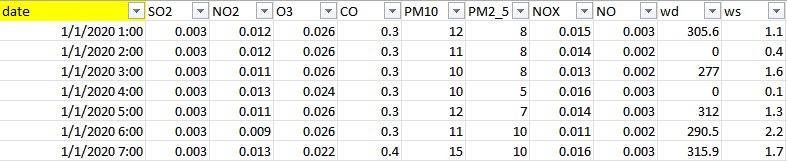 date SO2 NO2 O3 CO PM10 PM2_5 NOX NO wd ws
1/1/2020 1:00 0.003 0.012 0.026 0.3 12 8 0.015 0.003 305.6 1.1
1/1/2020 2:00 0.003 0.012 0.026 0.3 11 8 0.014 0.002 0 0.4
1/1/2020 3:00 0.003 0.011 0.026 0.3 10 8 0.013 0.002 277 1.6
1/1/2020 4:00 0.003 0.013 0.024 0.3 10 5 0.016 0.003 0 0.1
1/1/2020 5:00 0.003 0.011 0.026 0.3 12 7 0.014 0.003 312 1.3
1/1/2020 6:00 0.003 0.009 0.026 0.3 11 10 0.011 0.002 290.5 2.2
1/1/2020 7:00 0.003 0.013 0.022 0.4 15 10 0.016 0.003 315.9 1.7